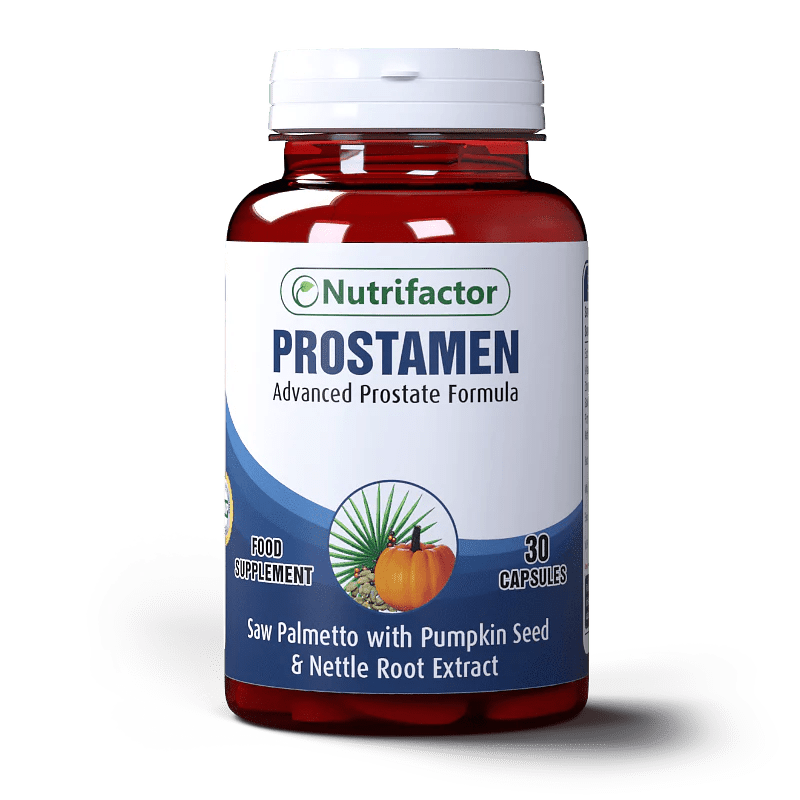 Nutrifactor
PROSTAMEN
Advanced Prostate Formula
FOOD
SUPPLEMENT
30
CAPSULES
Saw Palmetto with Pumpkin Seed
& Nettle Root Extract